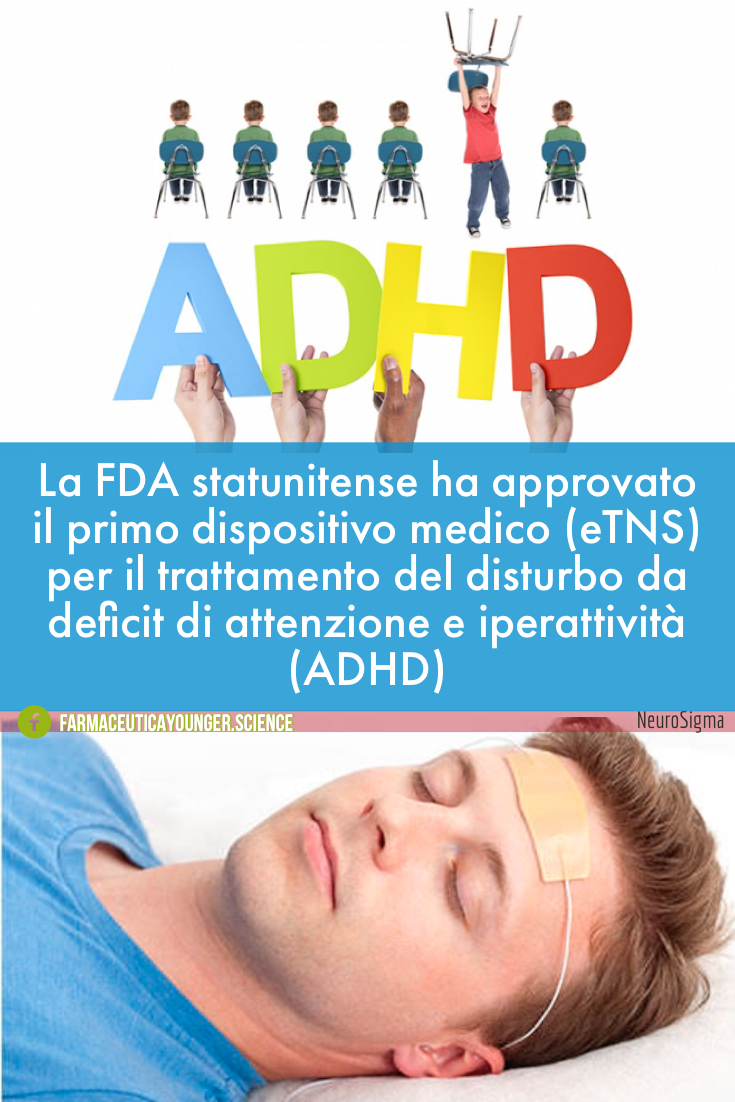 ADHD
La FDA statunitense ha approvato
il primo dispositivo medico (eTNS)
per il trattamento del disturbo da
deficit di attenzione e iperattività
(ADHD)
f FARMACEUTICAYOUNGER.SCIENCE
NeuroSigma